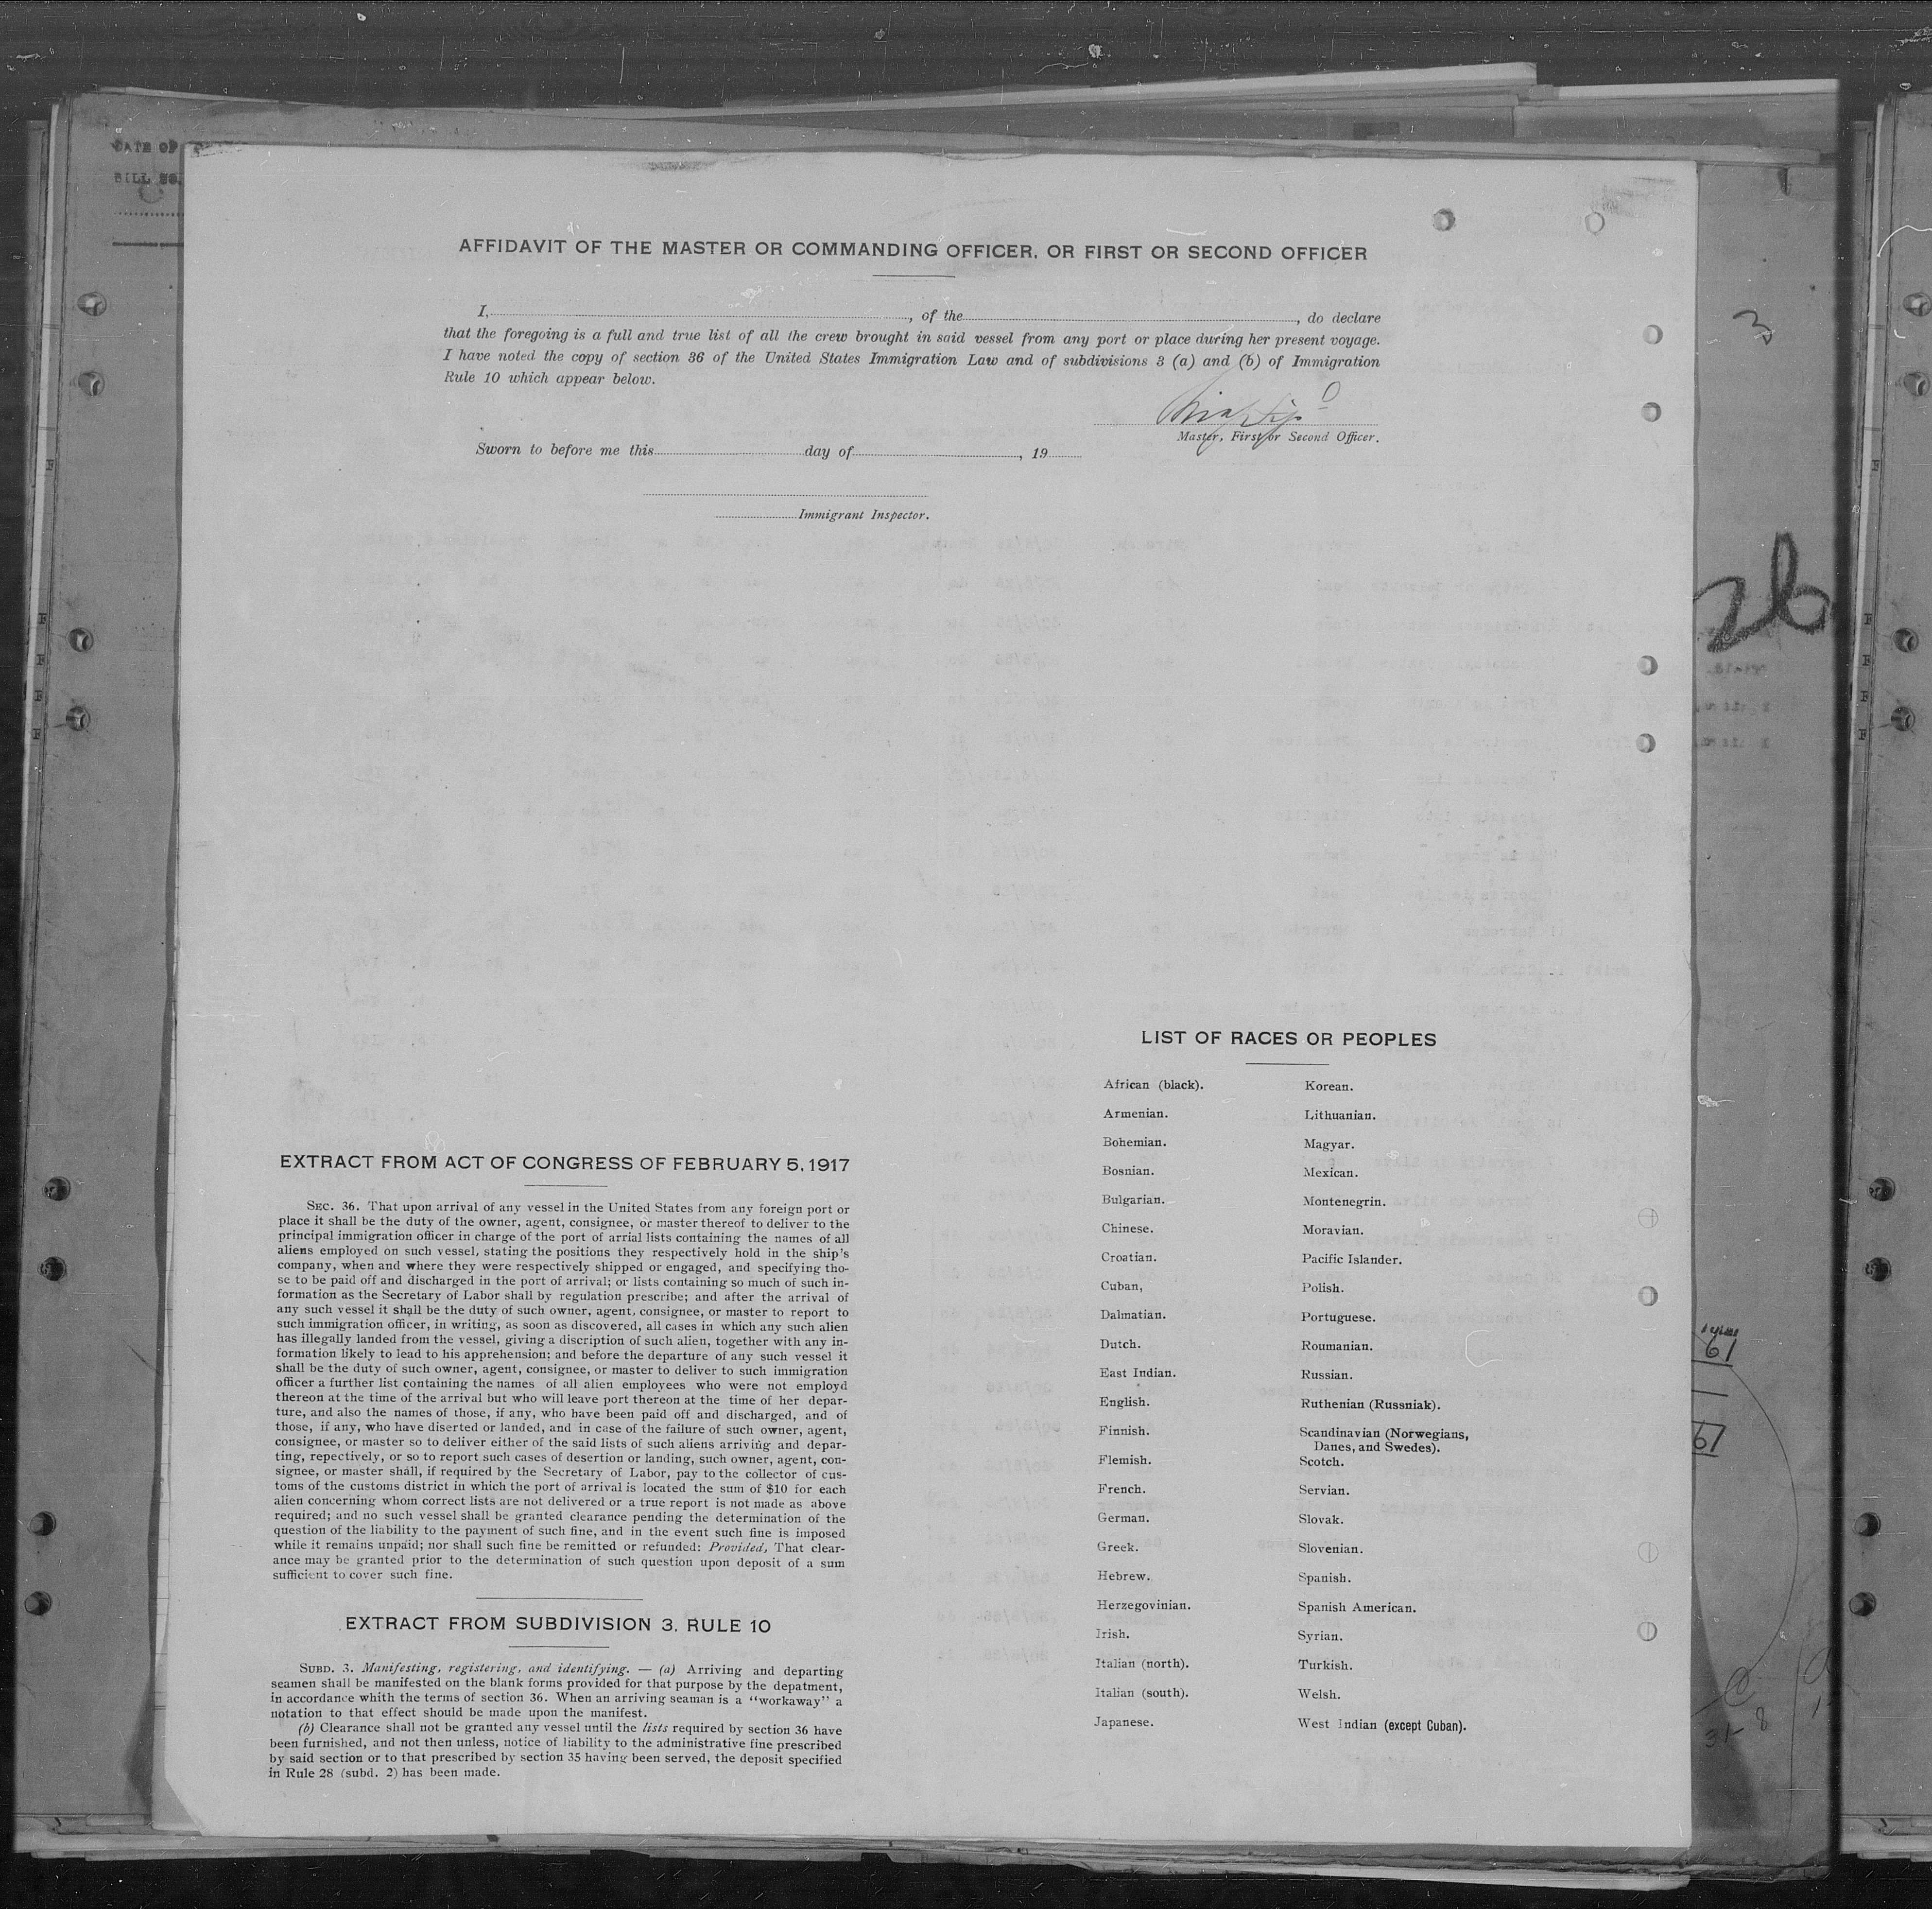 DATE OF
BILL NO.
AFFIDAVIT OF THE MASTER OR COMMANDING OFFICER, OR FIRST OR SECOND OFFICER
I, , of the , do declare
that the foregoing is a full and true list of all the crew brought in said vessel from any port or place during her present voyage.
I have noted the copy of section 36 of the United States Immigration Law and of subdivisions 3 (a) and (b) of Immigration
Rule 10 which appear below.
Master, First or Second Officer.
Sworn to before me this day of , 19
Immigrant Inspector.
3
26
EXTRACT FROM ACT OF CONGRESS OF FEBRUARY 5, 1917
SEC. 36. That upon arrival of any vessel in the United States from any foreign port or
place it shall be the duty of the owner, agent, consignee, or master thereof to deliver to the
principal immigration officer in charge of the port of arrial lists containing the names of all
aliens employed on such vessel, stating the positions they respectively hold in the ship's
company, when and where they were respectively shipped or engaged, and specifying tho-
se to be paid off and discharged in the port of arrival; or lists containing so much of such in-
formation as the Secretary of Labor shall by regulation prescribe; and after the arrival of
any such vessel it shall be the duty of such owner, agent, consignee, or master to report to
such immigration officer, in writing, as soon as discovered, all cases in which any such alien
has illegally landed from the vessel, giving a discription of such alien, together with any in-
formation likely to lead to his apprehension; and before the departure of any such vessel it
shall be the duty of such owner, agent, consignee, or master to deliver to such immigration
officer a further list containing the names of all alien employees who were not employd
thereon at the time of the arrival but who will leave port thereon at the time of her depar-
ture, and also the names of those, if any, who have been paid off and discharged, and of
those, if any, who have diserted or landed, and in case of the failure of such owner, agent,
consignee, or master so to deliver either of the said lists of such aliens arriving and depar-
ting, repectively, or so to report such cases of desertion or landing, such owner, agent, con-
signee, or master shall, if required by the Secretary of Labor, pay to the collector of cus-
toms of the customs district in which the port of arrival is located the sum of $10 for each
alien concerning whom correct lists are not delivered or a true report is not made as above
required; and no such vessel shall be granted clearance pending the determination of the
question of the liability to the payment of such fine, and in the event such fine is imposed
while it remains unpaid; nor shall such fine be remitted or refunded: Provided, That clear-
ance may be granted prior to the determination of such question upon deposit of a sum
sufficient to cover such fine.
EXTRACT FROM SUBDIVISION 3, RULE 10
SUBD. 3. Manifesting, registering, and identifying. — (a) Arriving and departing
seamen shall be manifested on the blank forms provided for that purpose by the depatment,
in accordance whith the terms of section 36. When an arriving seaman is a "workaway" a
notation to that effect should be made upon the manifest.
(b) Clearance shall not be granted any vessel until the lists required by section 36 have
been furnished, and not then unless, notice of liability to the administrative fine prescribed
by said section or to that prescribed by section 35 having been served, the deposit specified
in Rule 28 (subd. 2) has been made.
LIST OF RACES OR PEOPLES
African (black).
Armenian.
Bohemian.
Bosnian.
Bulgarian.
Chinese.
Croatian.
Cuban,
Dalmatian.
Dutch.
East Indian.
English.
Finnish.
Flemish.
French.
German.
Greek.
Hebrew.
Herzegovinian.
Irish.
Italian (north).
Italian (south).
Japanese.
Korean.
Lithuanian.
Magyar.
Mexican.
Montenegrin.
Moravian.
Pacific Islander.
Polish.
Portuguese.
Roumanian.
Russian.
Ruthenian (Russniak).
Scandinavian (Norwegians,
Danes, and Swedes).
Scotch.
Servian.
Slovak.
Slovenian.
Spanish.
Spanish American.
Syrian.
Turkish.
Welsh.
West Indian (except Cuban).
61
61